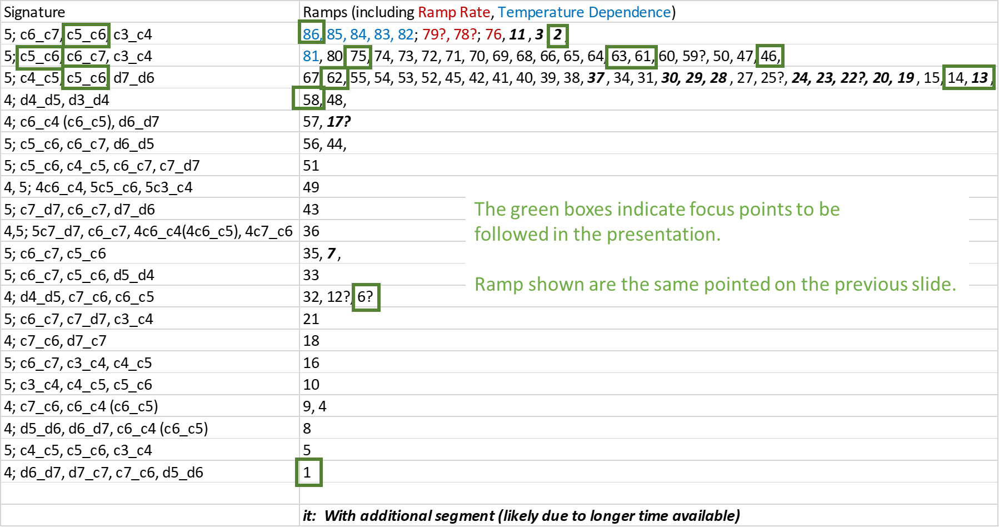 Signature Ramps (including Ramp Rate, Temperature Dependence)
5; c6_c7, c5_c6, c3_c4 86, 85, 84, 83, 82; 79?, 78?; 76, 11, 3 2,
5; c5_c6, c6_c7, c3_c4 81, 80 75, 74, 73, 72, 71, 70, 69, 68, 66, 65, 64, 63, 61, 60, 59?, 50, 47, 46,
5; c4_c5, c5_c6, d7_d6 67, 62, 55, 54, 53, 52, 45, 42, 41, 40, 39, 38, 37, 34, 31, 30, 29, 28, 27, 25?, 24, 23, 22?, 20, 19, 15, 14, 13,
4; d4_d5, d3_d4 58, 48,
4; c6_c4 (c6_c5), d6_d7 57, 17?
5; c5_c6, c6_c7, d6_d5 56, 44,
5; c5_c6, c4_c5, c6_c7, c7_d7 51
4, 5; 4c6_c4, 5c5_c6, 5c3_c4 49
5; c7_d7, c6_c7, d7_d6 43
4,5; 5c7_d7, c6_c7, 4c6_c4(4c6_c5), 4c7_c6 36
5; c6_c7, c5_c6 35, 7,
5; c6_c7, c5_c6, d5_d4 33
4; d4_d5, c7_c6, c6_c5 32, 12?, 6?
5; c6_c7, c7_d7, c3_c4 21
4; c7_c6, d7_c7 18
5; c6_c7, c3_c4, c4_c5 16
5; c3_c4, c4_c5, c5_c6 10
4; c7_c6, c6_c4 (c6_c5) 9, 4
4; d5_d6, d6_d7, c6_c4 (c6_c5) 8
5; c4_c5, c5_c6, c3_c4 5
4; d6_d7, d7_c7, c7_c6, d5_d6 1
it: With additional segment (likely due to longer time available)
The green boxes indicate focus points to be
followed in the presentation.
Ramp shown are the same pointed on the previous slide.